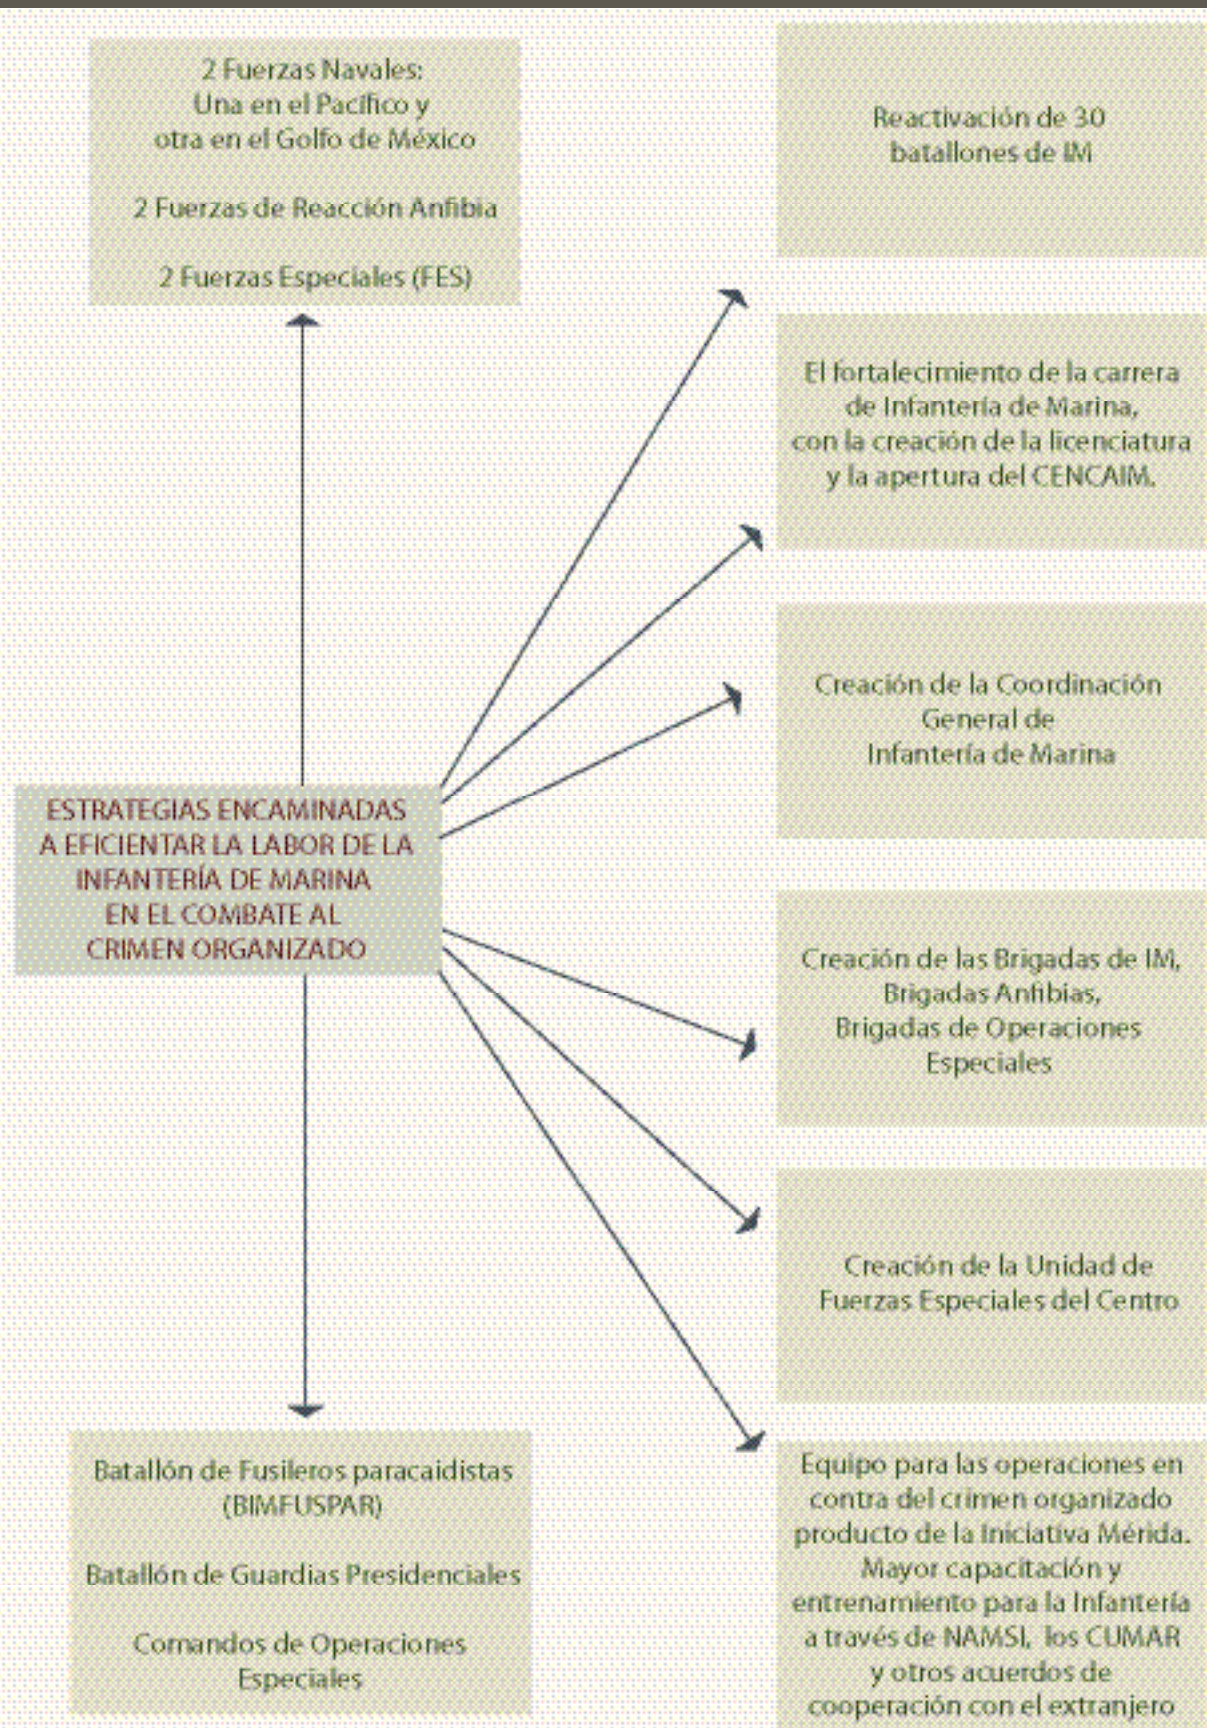 2 Fuerzas Navales:
Una en el Pacífico y
otra en el Golfo de México
2 Fuerzas de Reacción Anfibia
2 Fuerzas Especiales (FES)
Reactivación de 30
batallones de IM
El fortalecimiento de la carrera
de Infantería de Marina,
con la creación de la licenciatura
y la apertura del CENCAIM.
Creación de la Coordinación
General de
Infantería de Marina
ESTRATEGIAS ENCAMINADAS
A EFICIENTAR LA LABOR DE LA
INFANTERÍA DE MARINA
EN EL COMBATE AL
CRIMEN ORGANIZADO
Creación de las Brigadas de IM,
Brigadas Anfibias,
Brigadas de Operaciones
Especiales
Creación de la Unidad de
Fuerzas Especiales del Centro
Batallón de Fusileros paracaidistas
(BIMFUSPAR)
Batallón de Guardias Presidenciales
Comandos de Operaciones
Especiales
Equipo para las operaciones en
contra del crimen organizado
producto de la Iniciativa Mérida.
Mayor capacitación y
entrenamiento para la Infantería
a través de NAMSI, los CUMAR
y otros acuerdos de
cooperación con el extranjero